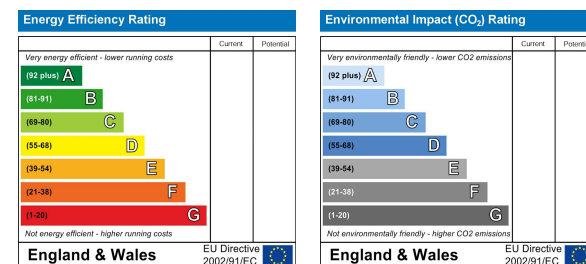 Energy Efficiency Rating
Current Potential
Very energy efficient - lower running costs
(92 plus) A
(81-91) B
(69-80) C
(55-68) D
(39-54) E
(21-38) F
(1-20) G
Not energy efficient - higher running costs
England & Wales
EU Directive
2002/91/EC
Environmental Impact (CO₂) Rating
Current Potenti
Very environmentally friendly - lower CO2 emissions
(92 plus) A
(81-91) B
(69-80) C
(55-68) D
(39-54) E
(21-38) F
(1-20) G
Not environmentally friendly - higher CO2 emissions
England & Wales
EU Directive
2002/91/EC